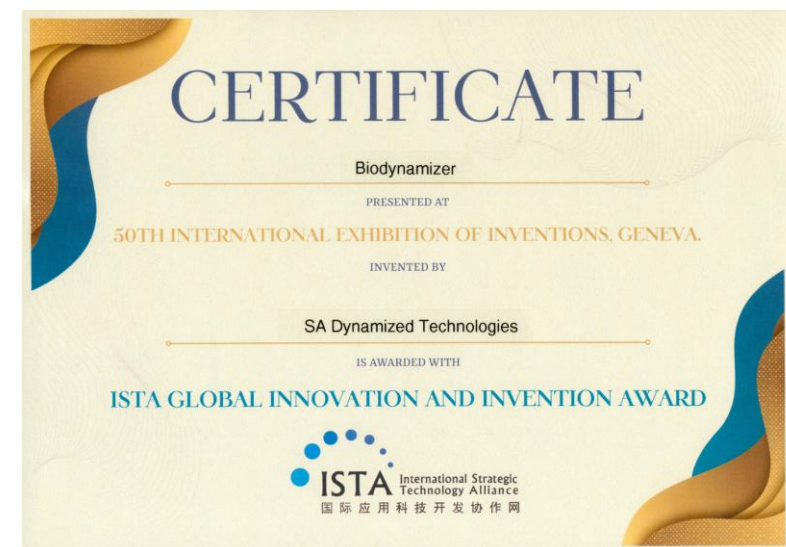 CERTIFICATE
Biodynamizer
PRESENTED AT
50TH INTERNATIONAL EXHIBITION OF INVENTIONS, GENEVA.
INVENTED BY
SA Dynamized Technologies
IS AWARDED WITH
ISTA GLOBAL INNOVATION AND INVENTION AWARD
ISTA International Strategic
Technology Alliance
国际应用科技开发协作网